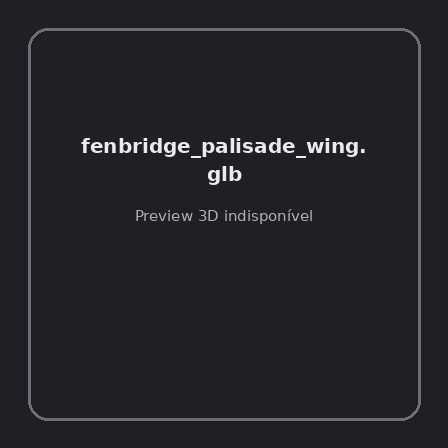 fenbridge_palisade_wing.
glb
Preview 3D indisponível